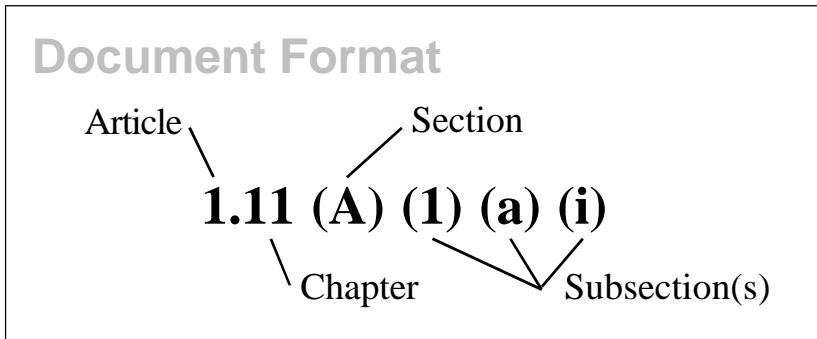 Document Format
Article
Section
1.11 (A) (1) (a) (i)
Chapter
Subsection(s)